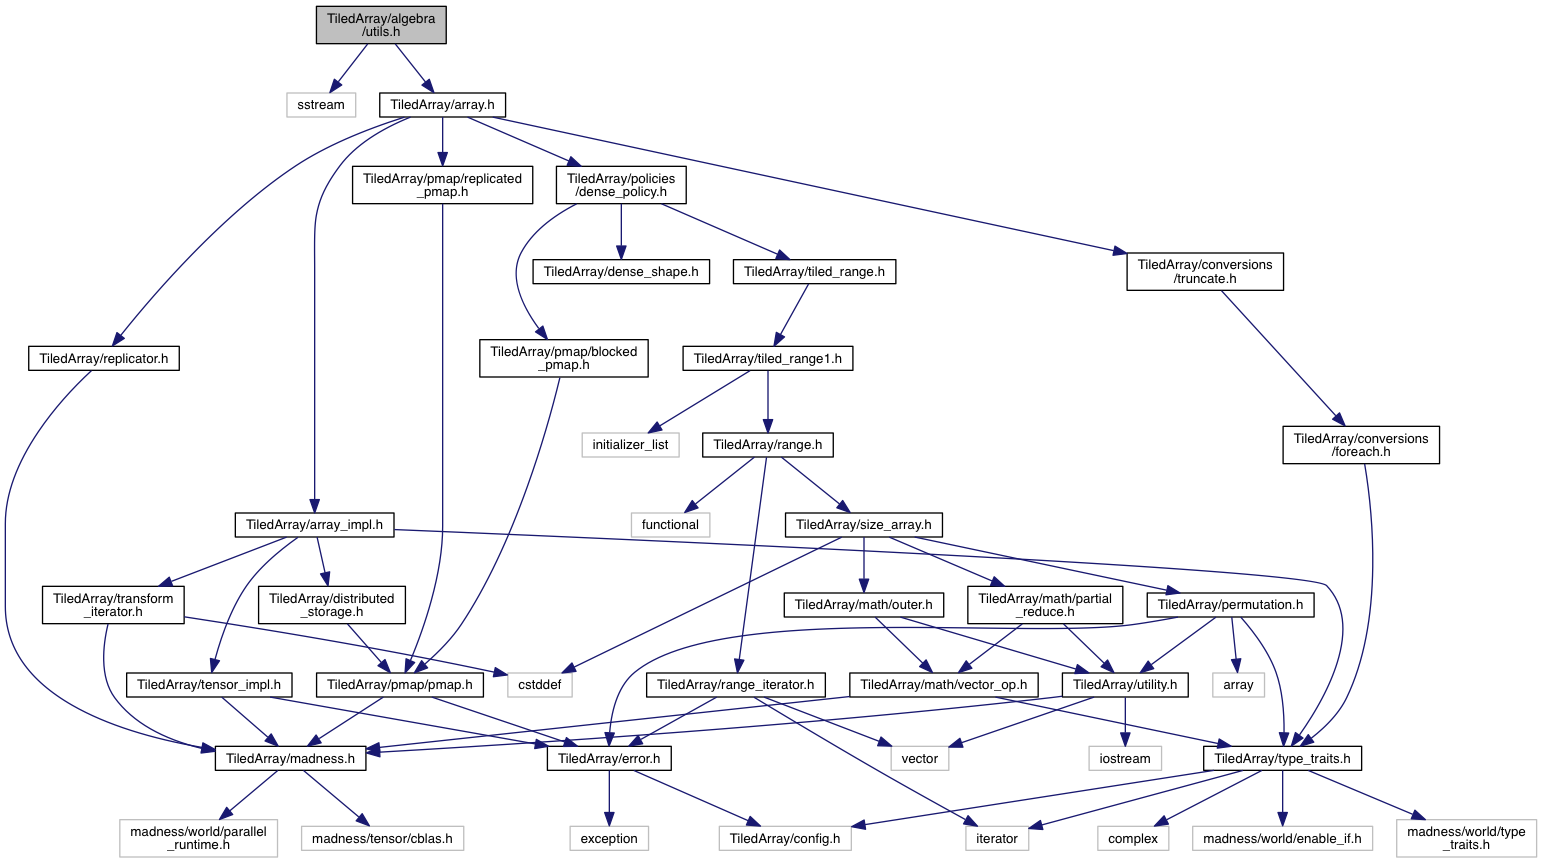 TiledArray/algebra
/utils.h
sstream
TiledArray/array.h
TiledArray/pmap/replicated
_pmap.h
TiledArray/policies
/dense_policy.h
TiledArray/conversions
/truncate.h
TiledArray/dense_shape.h
TiledArray/tiled_range.h
TiledArray/replicator.h
TiledArray/pmap/blocked
_pmap.h
TiledArray/tiled_range1.h
initializer_list
TiledArray/range.h
TiledArray/conversions
/foreach.h
TiledArray/array_impl.h
functional
TiledArray/size_array.h
TiledArray/transform
_iterator.h
TiledArray/distributed
_storage.h
TiledArray/math/outer.h
TiledArray/math/partial
_reduce.h
TiledArray/permutation.h
TiledArray/tensor_impl.h
TiledArray/pmap/pmap.h
cstddef
TiledArray/range_iterator.h
TiledArray/math/vector_op.h
TiledArray/utility.h
array
TiledArray/madness.h
TiledArray/error.h
vector
iostream
TiledArray/type_traits.h
madness/world/parallel
_runtime.h
madness/tensor/cblas.h
exception
TiledArray/config.h
iterator
complex
madness/world/enable_if.h
madness/world/type
_traits.h